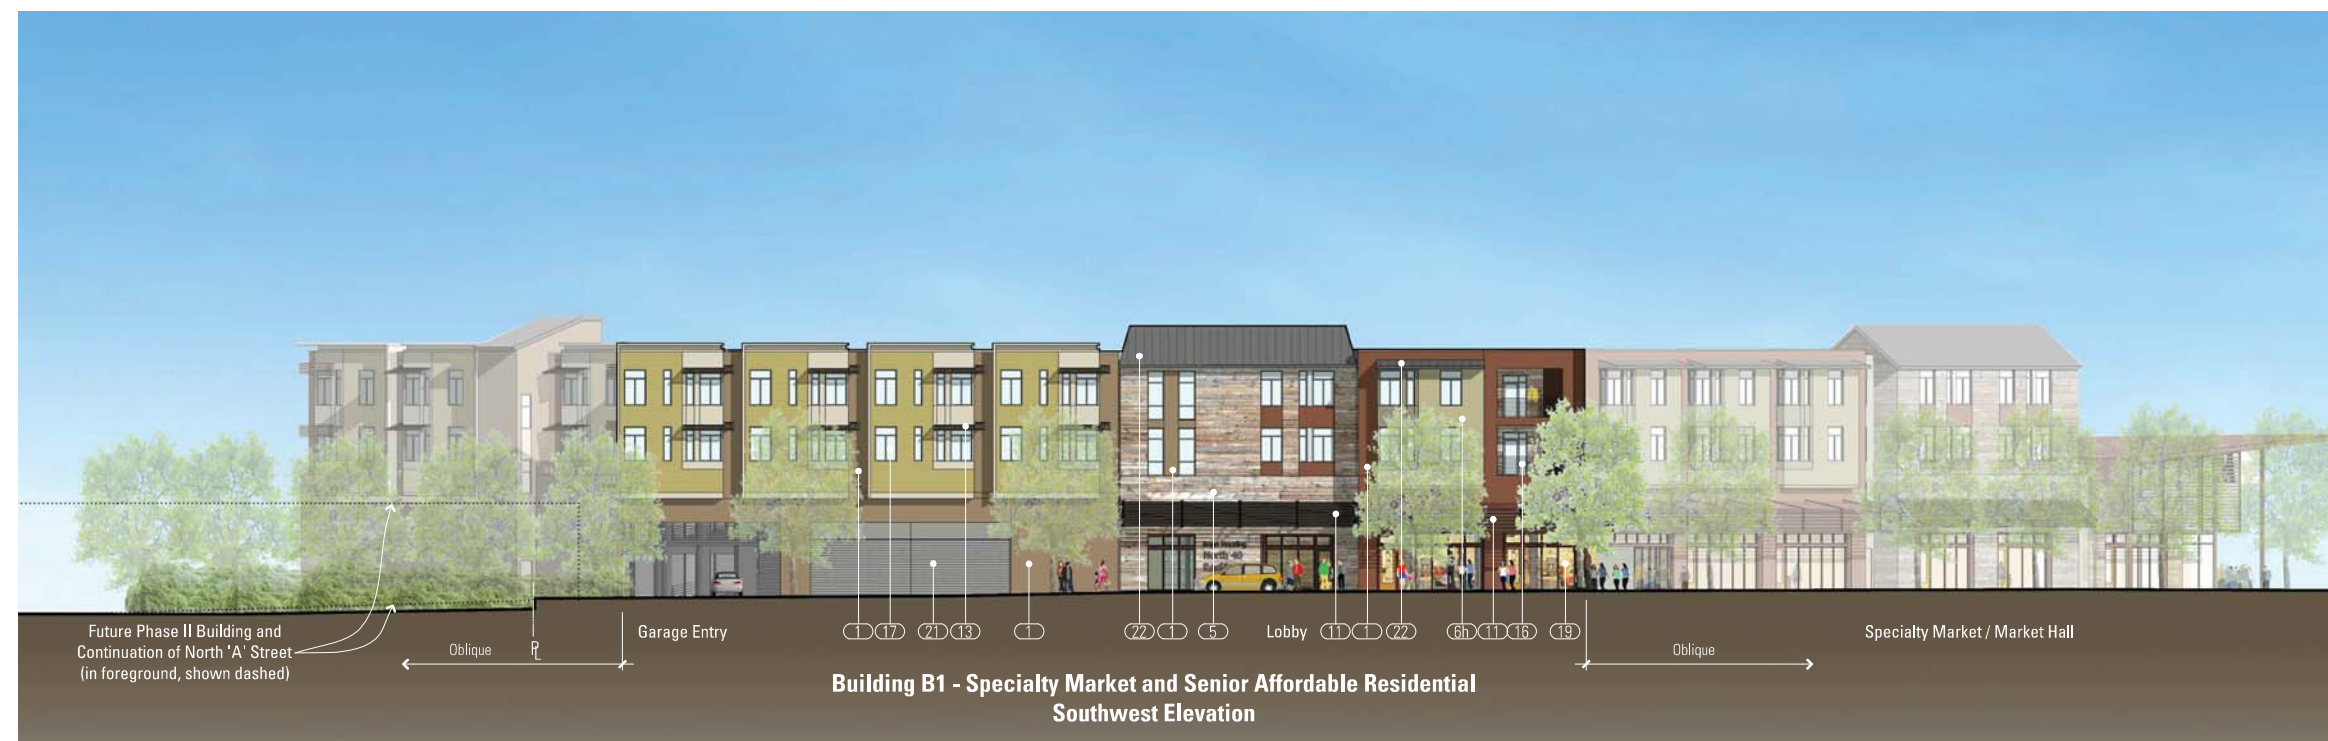 North 40
Future Phase II Building and
Continuation of North 'A' Street
(in foreground, shown dashed)
Oblique
PL
Garage Entry
1 17 21 13 1 22 1 5
Lobby
11 1 22 6h 11 16 19
Oblique
Specialty Market / Market Hall
Building B1 - Specialty Market and Senior Affordable Residential
Southwest Elevation